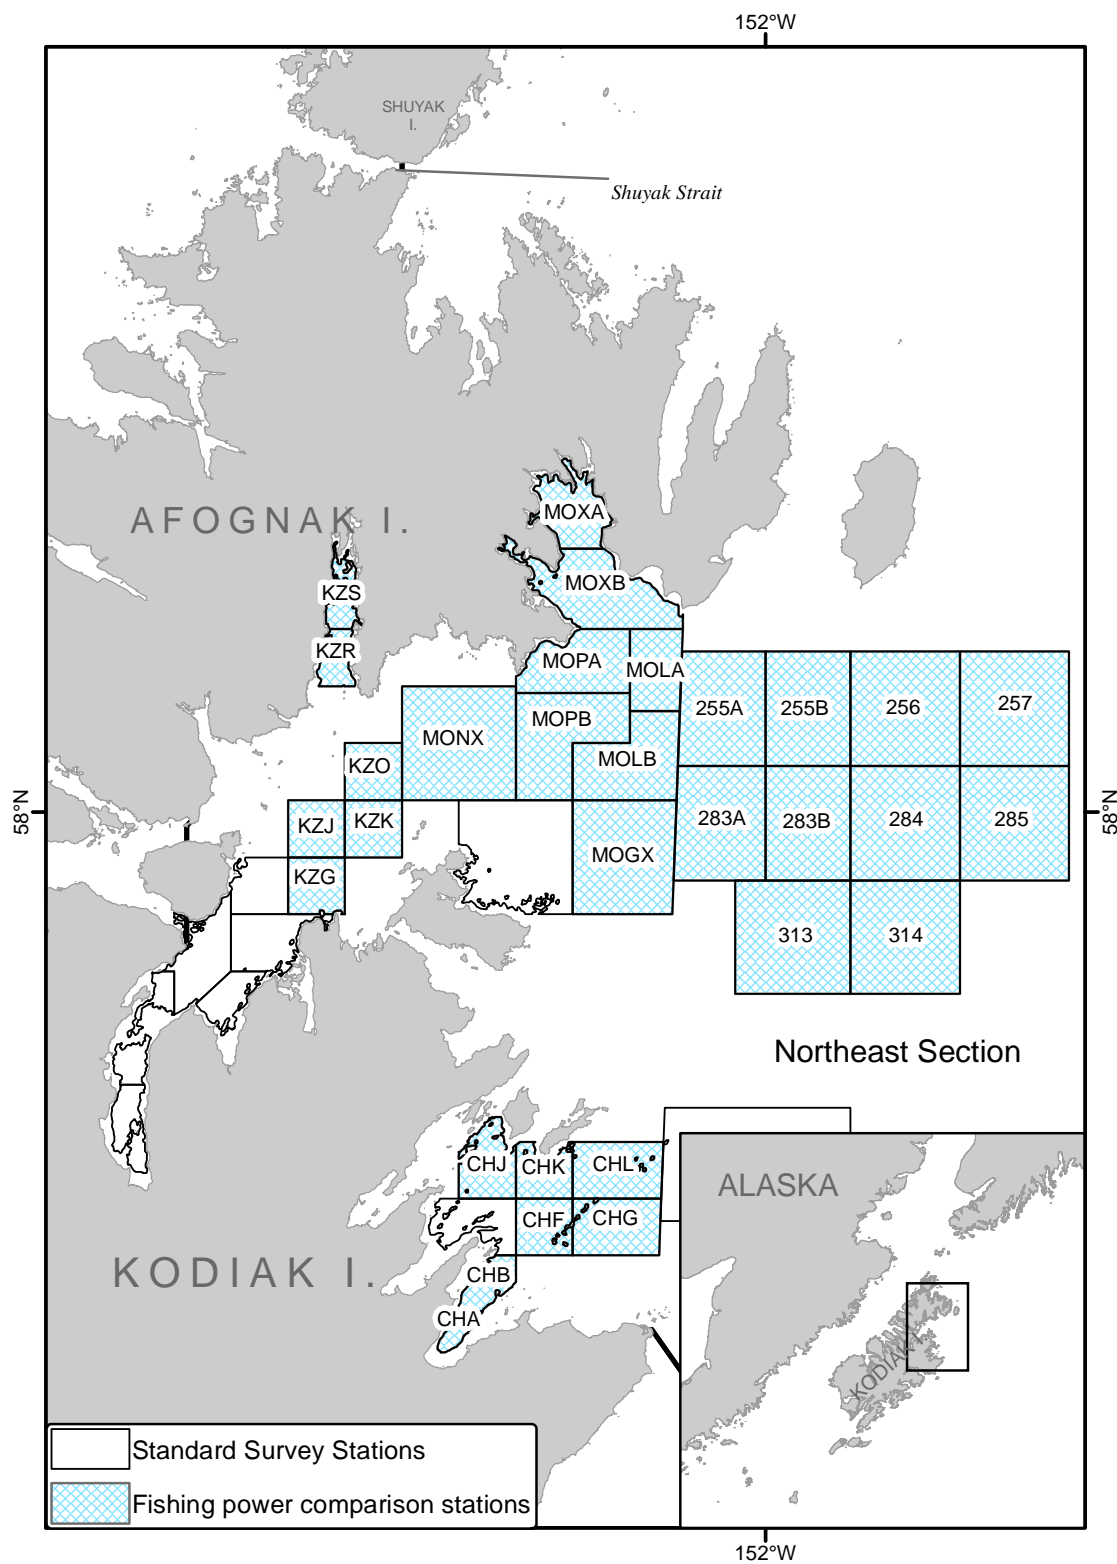 152°W
SHUYAK
I.
Shuyak Strait
AFOGNAK I.
MOXA
MOXB
KZS
KZR
MOPA
MOLA
255A
255B
256
257
MONX
MOPB
MOLB
KZO
58°N
KZJ
KZK
283A
283B
284
285
58°N
MOGX
KZG
313
314
Northeast Section
CHJ
CHK
CHL
CHF
CHG
CHB
CHA
KODIAK I.
ALASKA
KODIAK I.
Standard Survey Stations
Fishing power comparison stations
152°W